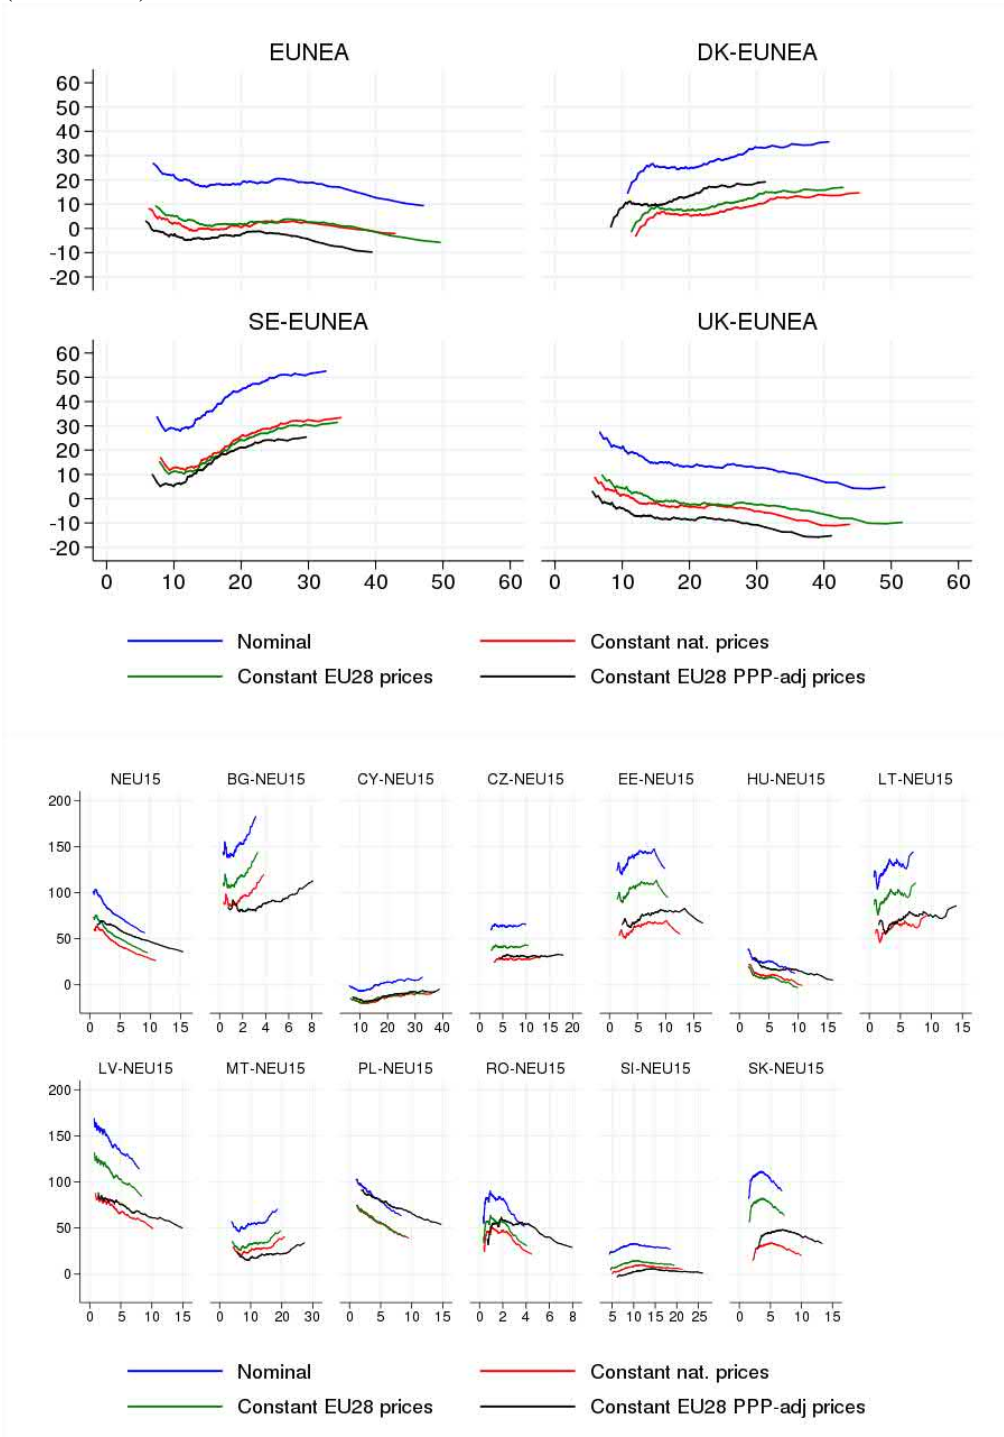 EUNEA DK-EUNEA
60
50
40
30
20
10
0
-10
-20
SE-EUNEA UK-EUNEA
60
50
40
30
20
10
0
-10
-20
0 10 20 30 40 50 60 0 10 20 30 40 50 60
Nominal Constant nat. prices
Constant EU28 prices Constant EU28 PPP-adj prices
NEU15 BG-NEU15 CY-NEU15 CZ-NEU15 EE-NEU15 HU-NEU15 LT-NEU15
200
150
100
50
0
0 5 10 15 0 2 4 6 8 10 20 30 40 0 5 10 15 20 0 5 10 15 0 5 10 15 0 5 10 15
LV-NEU15 MT-NEU15 PL-NEU15 RO-NEU15 SI-NEU15 SK-NEU15
200
150
100
50
0
0 5 10 15 0 10 20 30 0 5 10 15 0 2 4 6 8 5 10 15 20 25 0 5 10 15
Nominal Constant nat. prices
Constant EU28 prices Constant EU28 PPP-adj prices